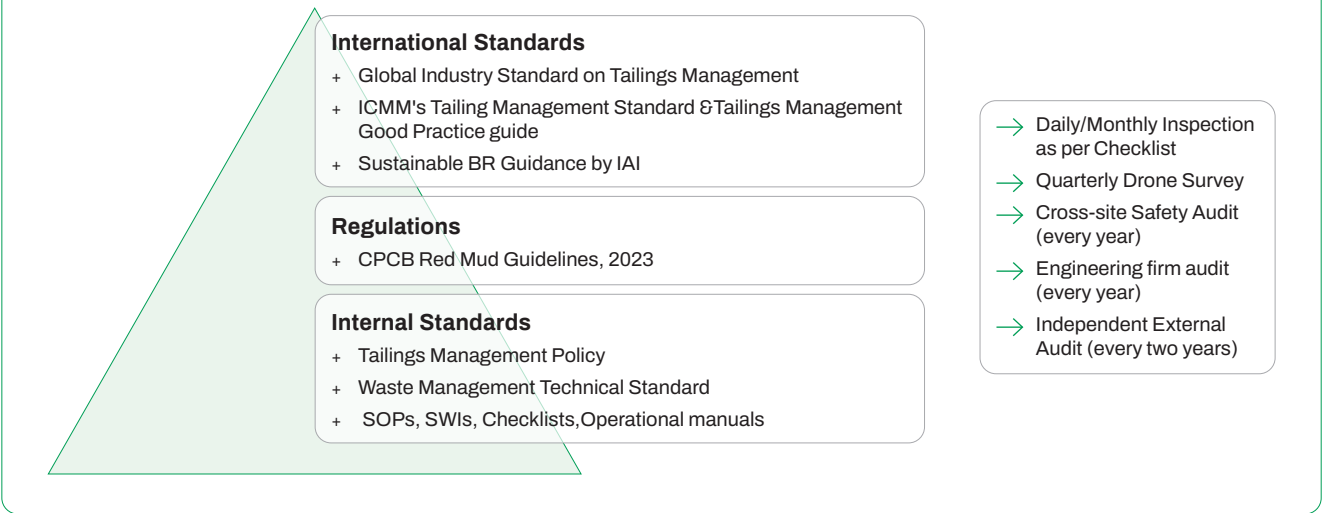 International Standards
+ Global Industry Standard on Tailings Management
+ ICMM's Tailing Management Standard &Tailings Management
Good Practice guide
+ Sustainable BR Guidance by IAI
Regulations
+ CPCB Red Mud Guidelines, 2023
Internal Standards
+ Tailings Management Policy
+ Waste Management Technical Standard
+ SOPs, SWIs, Checklists,Operational manuals
→ Daily/Monthly Inspection
as per Checklist
→ Quarterly Drone Survey
→ Cross-site Safety Audit
(every year)
→ Engineering firm audit
(every year)
→ Independent External
Audit (every two years)